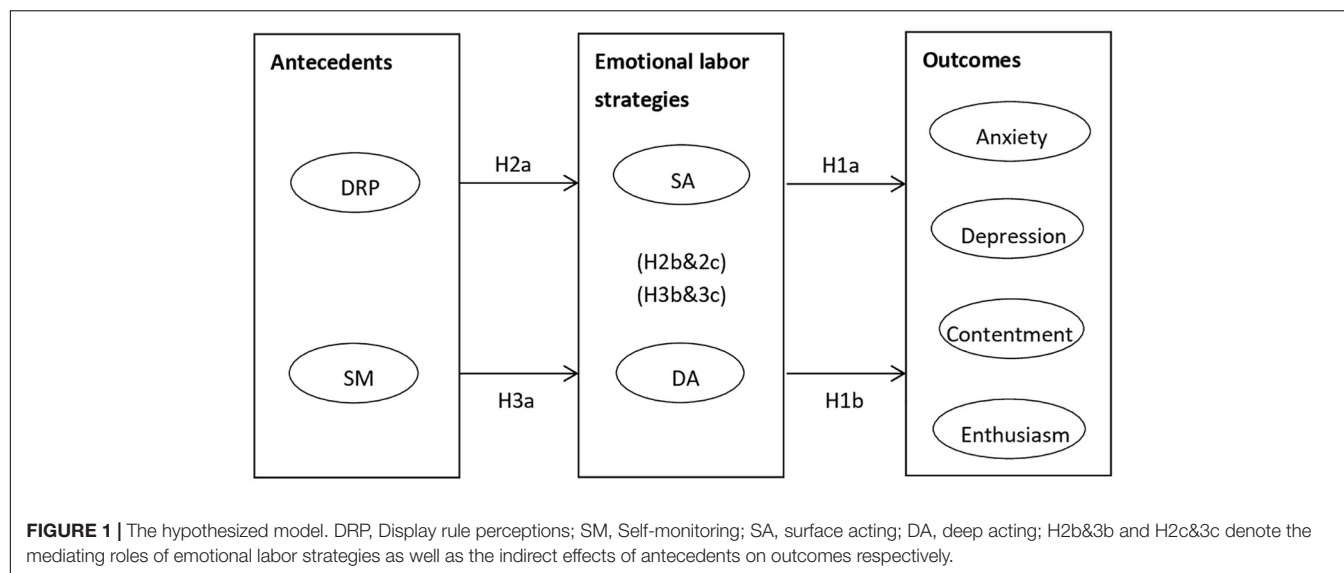 Antecedents
DRP
SM
H2a
H3a
Emotional labor
strategies
SA
(H2b&2c)
(H3b&3c)
DA
H1a
H1b
Outcomes
Anxiety
Depression
Contentment
Enthusiasm
FIGURE 1 | The hypothesized model. DRP, Display rule perceptions; SM, Self-monitoring; SA, surface acting; DA, deep acting; H2b&3b and H2c&3c denote the
mediating roles of emotional labor strategies as well as the indirect effects of antecedents on outcomes respectively.